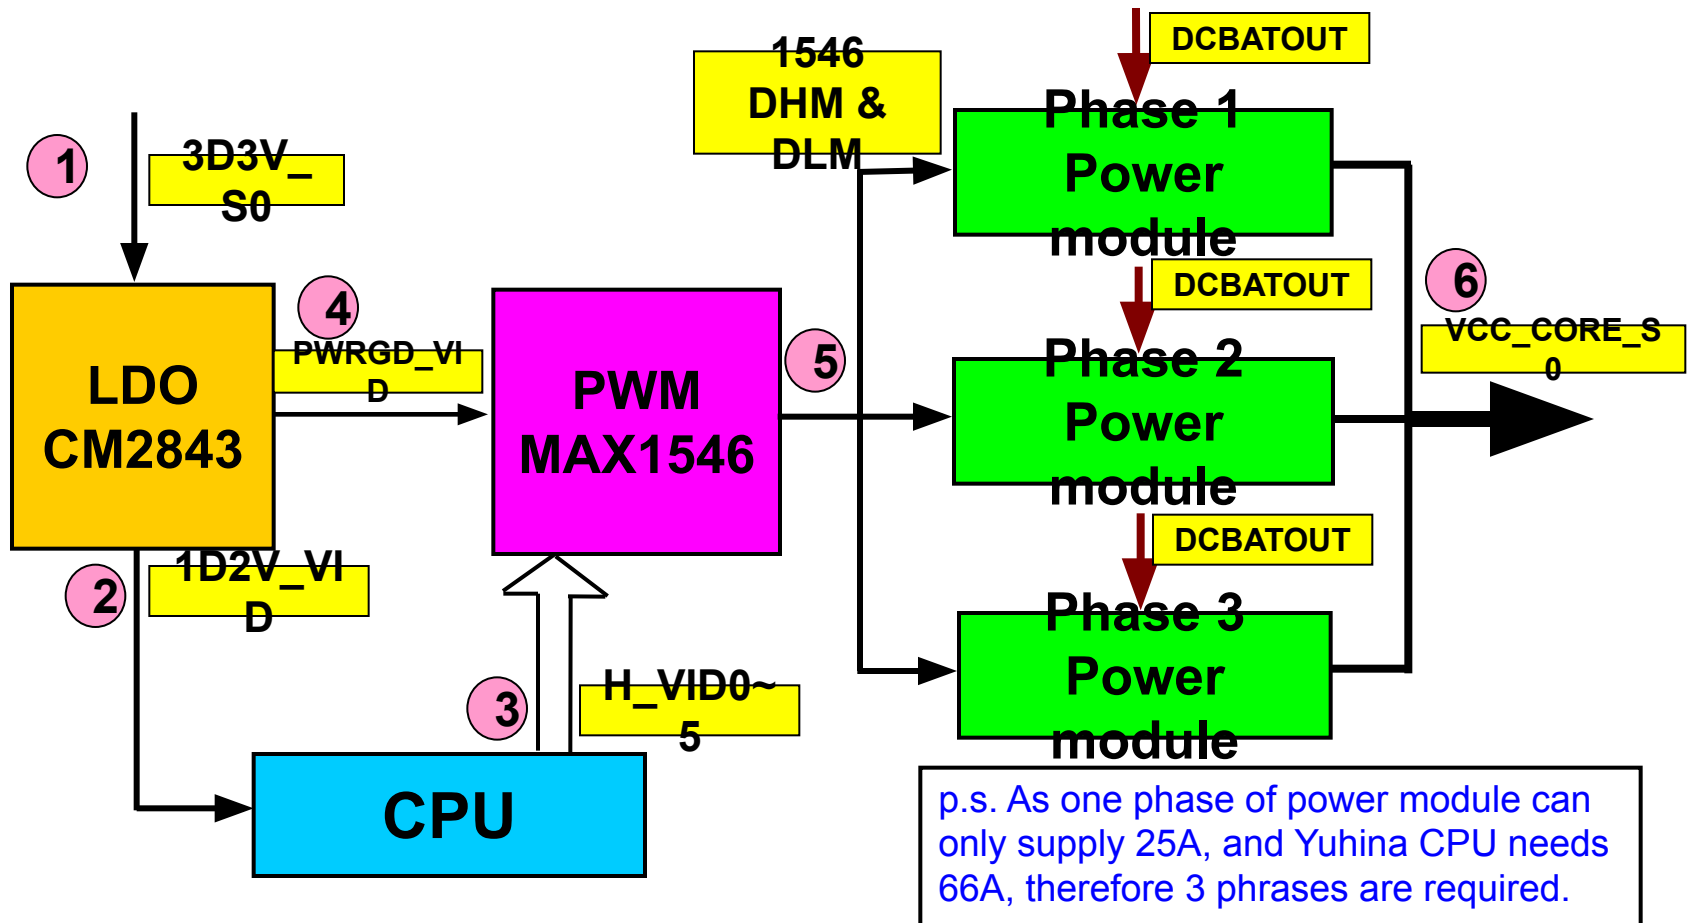 DCBATOUT
1546
DHM &
DLM
Phase 1
Power
module
1
3D3V_
S0
DCBATOUT
6
4
VCC_CORE_S
0
PWRGD_VI
D
5
LDO
CM2843
PWM
MAX1546
Phase 2
Power
module
DCBATOUT
2
1D2V_VI
D
3
H_VID0~
5
Phase 3
Power
module
CPU
p.s. As one phase of power module can
only supply 25A, and Yuhina CPU needs
66A, therefore 3 phrases are required.